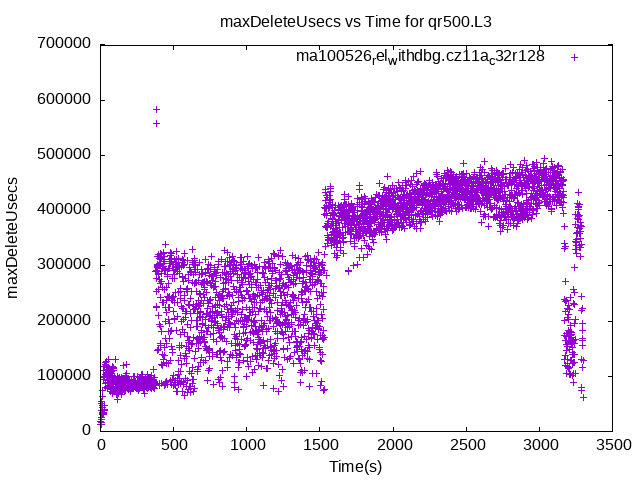 maxDeleteUsecs vs Time for qr500.L3
700000
ma100526relwithdbg.cz11ac32r128
600000
500000
400000
maxDeleteUsecs
300000
200000
100000
0
0 500 1000 1500 2000 2500 3000 3500
Time(s)